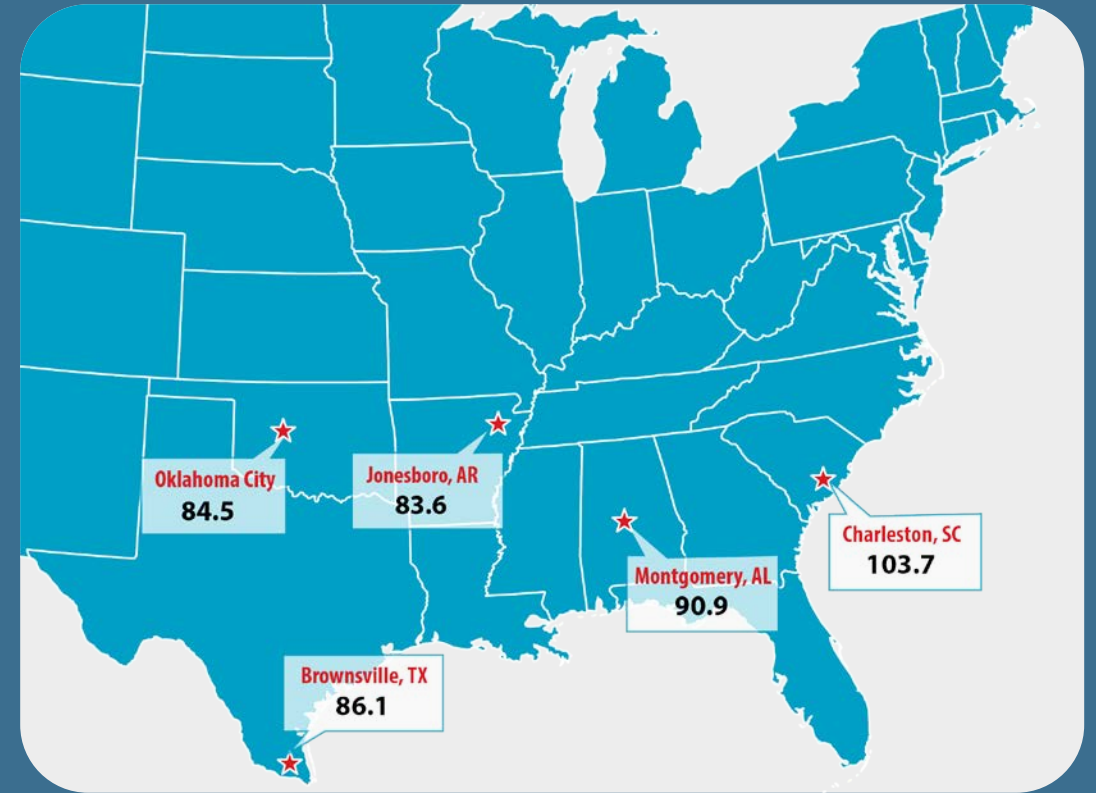 Oklahoma City
84.5
Jonesboro, AR
83.6
Charleston, SC
103.7
Montgomery, AL
90.9
Brownsville, TX
86.1